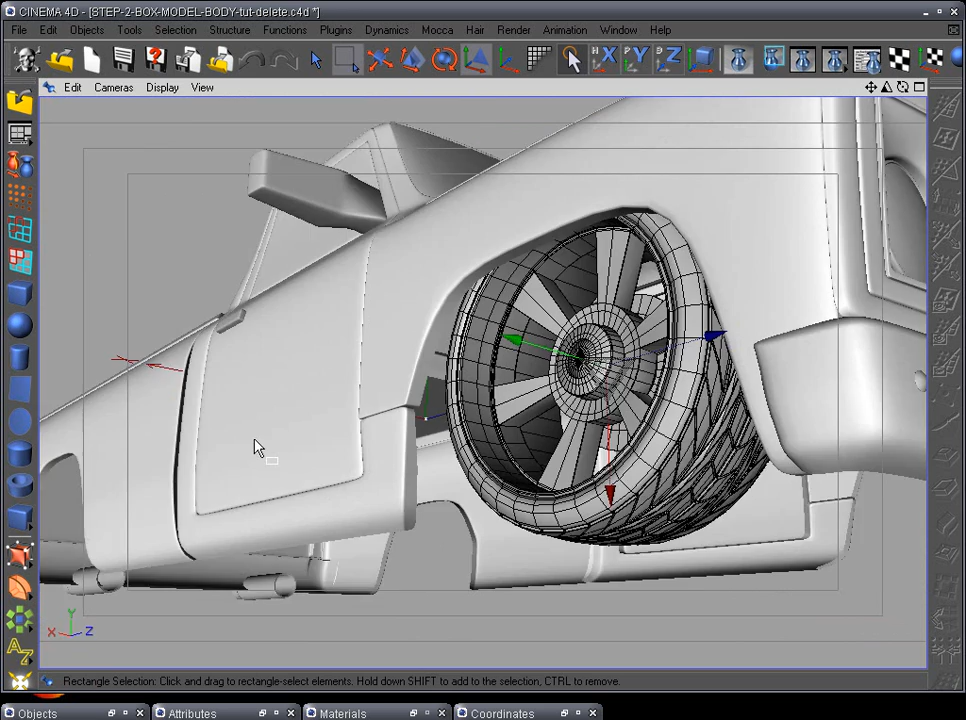 CINEMA 4D - [STEP-2-BOX-MODEL-BODY-tut-delete.c4d *]
File Edit Objects Tools Selection Structure Functions Plugins Dynamics Mocca Hair Render Animation Window Help
X Y Z
Edit Cameras Display View
A Z
Y
X Z
Rectangle Selection: Click and drag to rectangle-select elements. Hold down SHIFT to add to the selection, CTRL to remove.
Objects Attributes Materials Coordinates